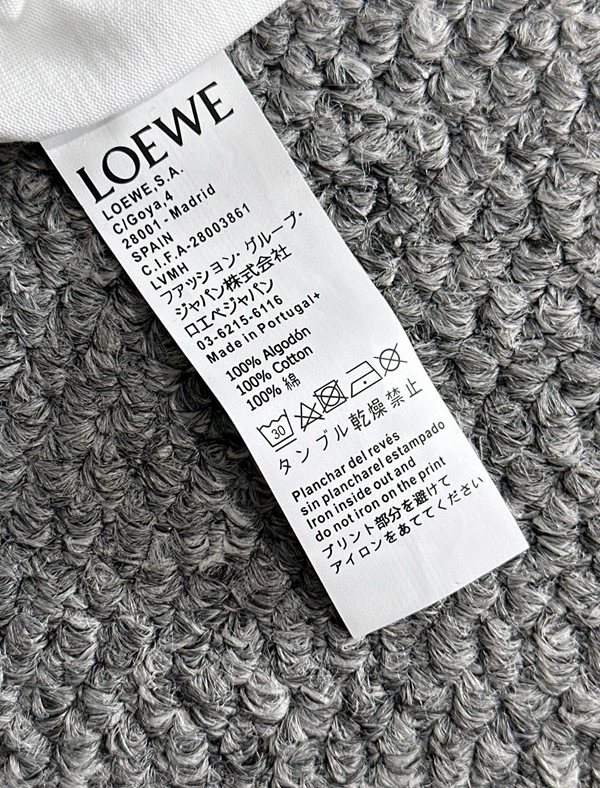 LOEWE
LOEWE,S.A.
C/Goya,4
28001 - Madrid
SPAIN
C.I.F.A-28003861
LVMH
ファッション・グループ・
ジャパン株式会社
ロエベジャパン
03-6215-6116
Made in Portugal+
100% Algodón
100% Cotton
100% 綿
30
タンブル乾燥禁止
Planchar del revés
sin plancharel estampado
Iron inside out and
do not iron on the print
プリント部分を避けて
アイロンをあててください